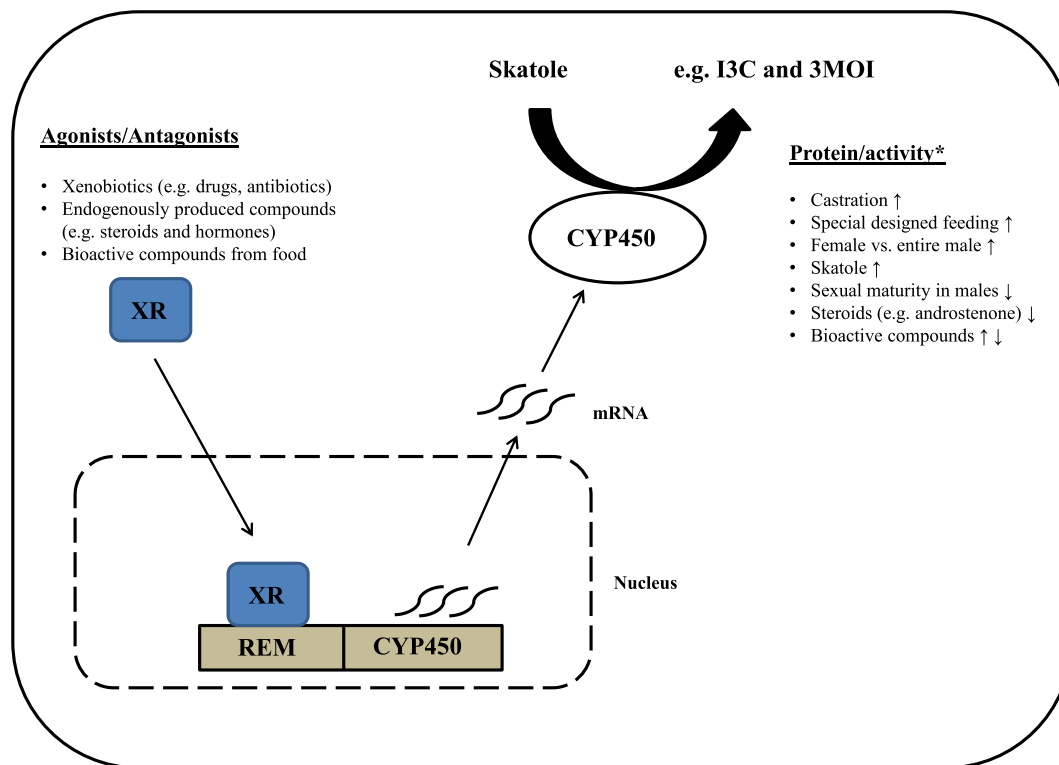 Skatole
e.g. I3C and 3MOI
Agonists/Antagonists
• Xenobiotics (e.g. drugs, antibiotics)
• Endogenously produced compounds
(e.g. steroids and hormones)
• Bioactive compounds from food
Protein/activity*
• Castration ↑
• Special designed feeding ↑
• Female vs. entire male ↑
• Skatole ↑
• Sexual maturity in males ↓
• Steroids (e.g. androstenone) ↓
• Bioactive compounds ↑ ↓
CYP450
XR
mRNA
Nucleus
XR
REM
CYP450